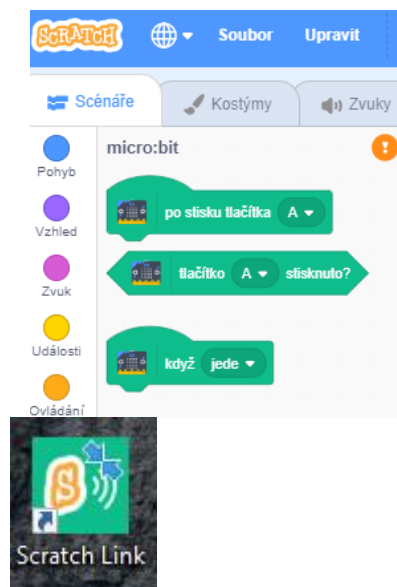 SCRATCH Soubor Upravit
Scénáře Kostýmy Zvuky
micro:bit
Pohyb
po stisku tlačítka A
Vzhled
tlačítko A stisknuto?
Zvuk
Události
když jede
Ovládání
S
Scratch Link